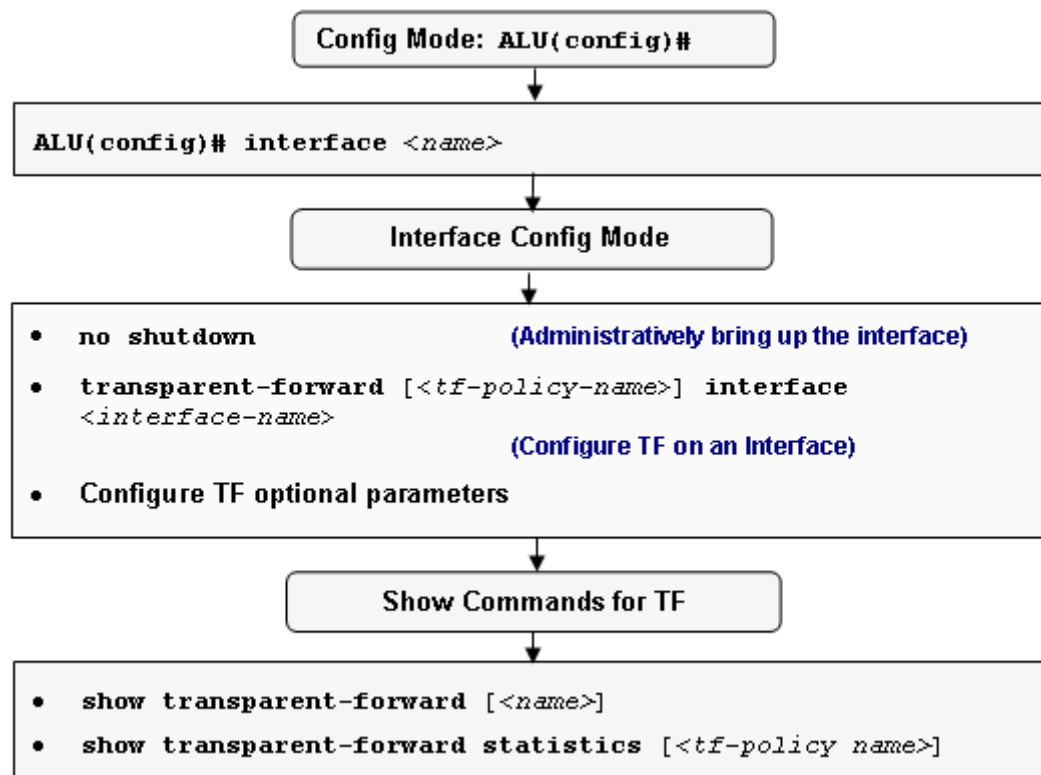 Config Mode: ALU(config)#
ALU(config)# interface <name>
Interface Config Mode
• no shutdown (Administratively bring up the interface)
• transparent-forward [<tf-policy-name>] interface
<interface-name>
(Configure TF on an Interface)
• Configure TF optional parameters
Show Commands for TF
• show transparent-forward [<name>]
• show transparent-forward statistics [<tf-policy name>]